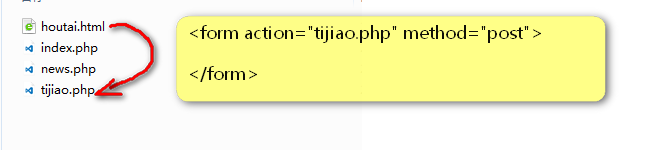 houtai.html
index.php
news.php
tijiao.php
<form action="tijiao.php" method="post">
</form>